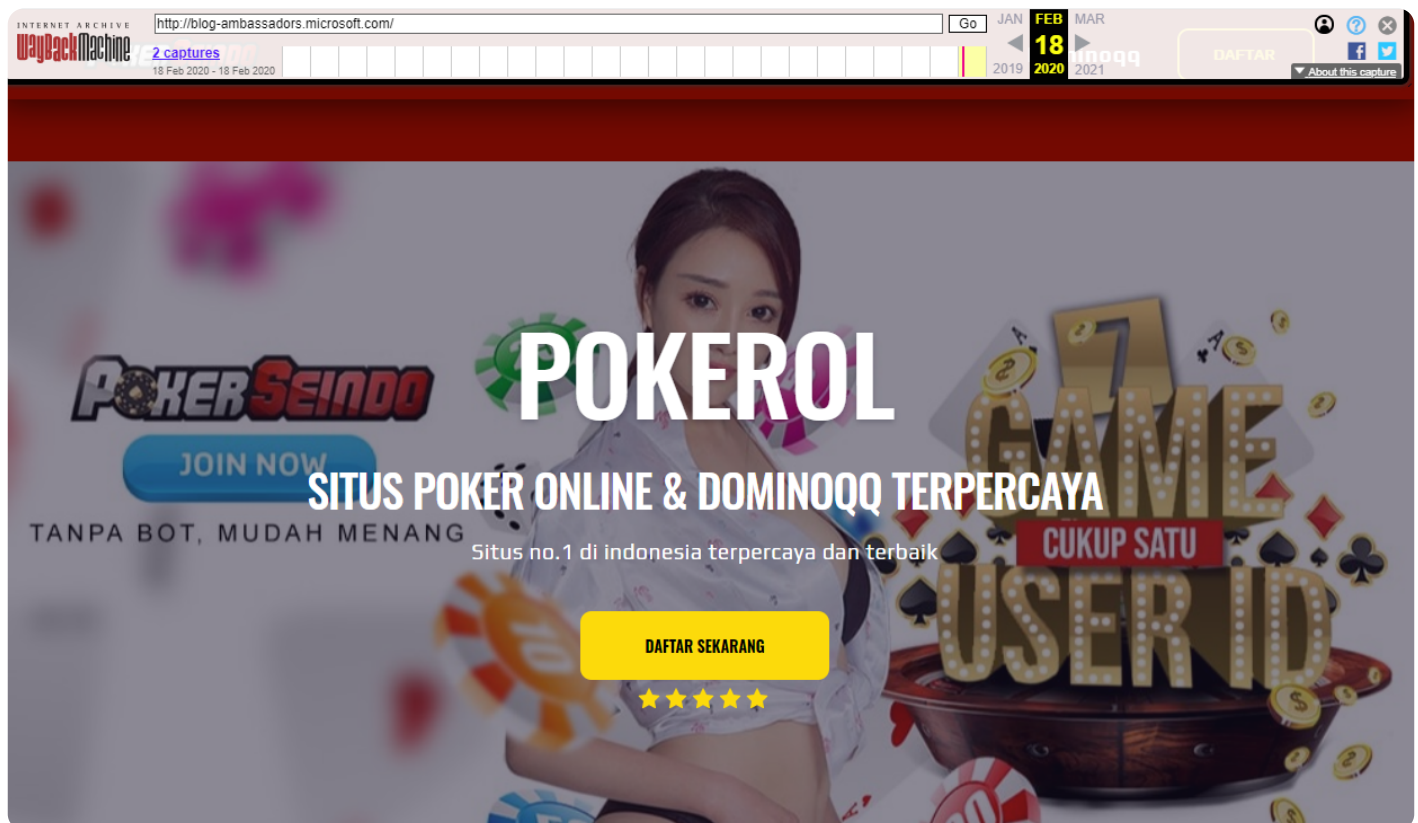 INTERNET ARCHIVE
WayBackMachine
http://blog-ambassadors.microsoft.com/
Go
JAN FEB MAR
2 captures
18 Feb 2020 - 18 Feb 2020
18
2019 2020 2021
About this capture
DAFTAR
POKEROL
POKERSEINDO
JOIN NOW
TANPA BOT, MUDAH MENANG
SITUS POKER ONLINE & DOMINOQQ TERPERCAYA
Situs no.1 di indonesia terpercaya dan terbaik
7
GAME
CUKUP SATU
USER ID
DAFTAR SEKARANG
10